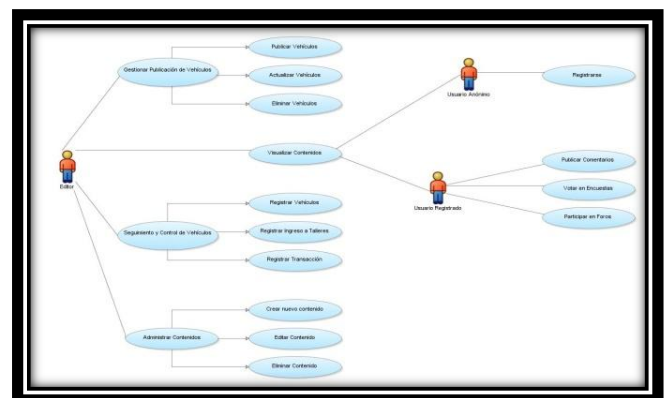 Publicar Vehículos
Gestionar Publicación de Vehículos
Actualizar Vehículos
Eliminar Vehículos
Usuario Anónimo
Registrarse
Visualizar Contenidos
Editor
Publicar Comentarios
Votar en Encuestas
Usuario Registrado
Participar en Foros
Registrar Vehículos
Seguimiento y Control de Vehículos
Registrar Ingreso a Talleres
Registrar Transacción
Crear nuevo contenido
Administrar Contenidos
Editar Contenido
Eliminar Contenido